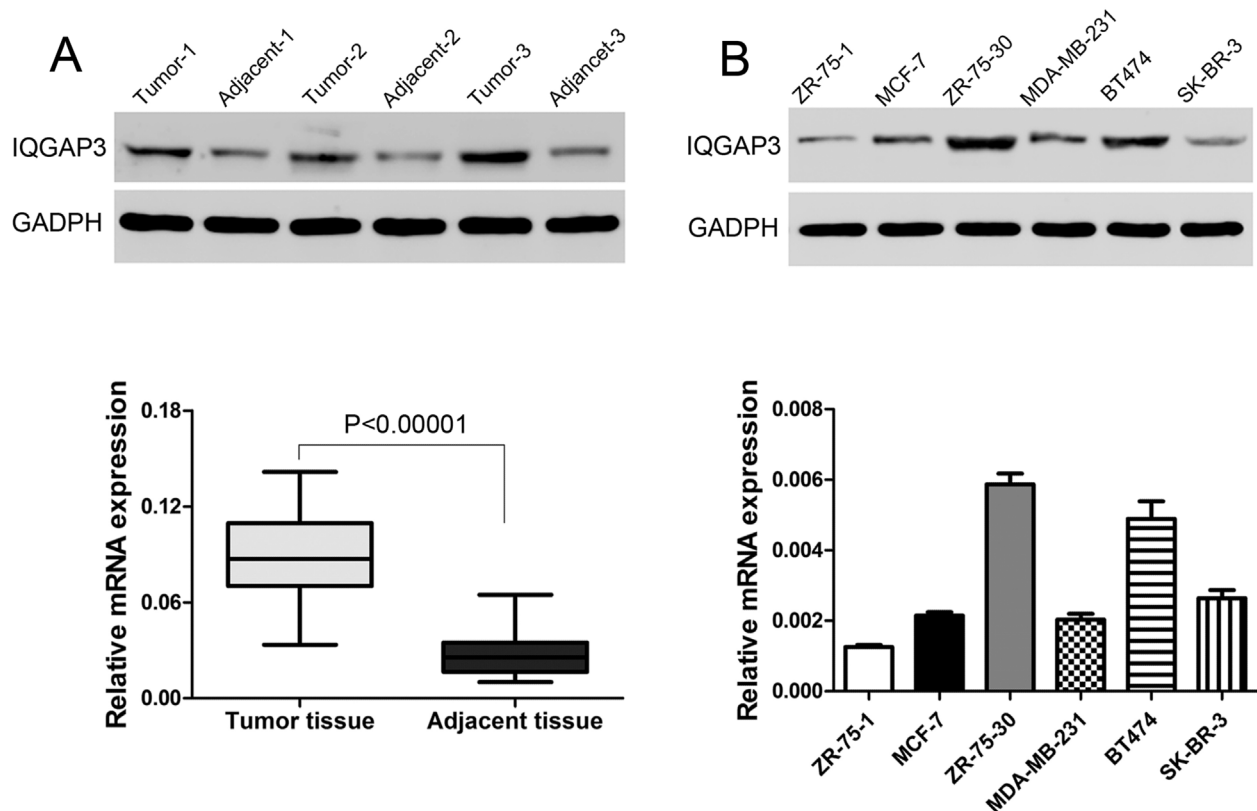 A
Tumor-1
Adjacent-1
Tumor-2
Adjacent-2
Tumor-3
Adjancet-3
IQGAP3
GADPH
Relative mRNA expression
0.18
0.12
0.06
0.00
P<0.00001
Tumor tissue
Adjacent tissue
B
ZR-75-1
MCF-7
ZR-75-30
MDA-MB-231
BT474
SK-BR-3
IQGAP3
GADPH
Relative mRNA expression
0.008
0.006
0.004
0.002
0.000
ZR-75-1
MCF-7
ZR-75-30
MDA-MB-231
BT474
SK-BR-3